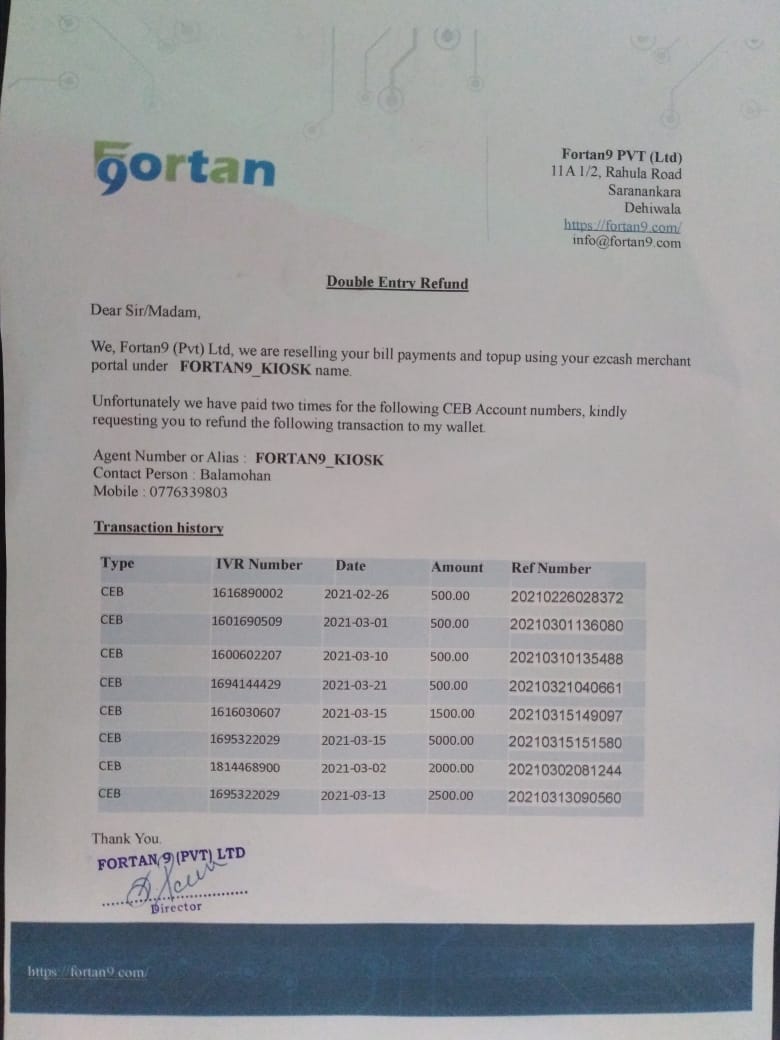 Fortan9
Fortan9 PVT (Ltd)
11A 1/2, Rahula Road
Saranankara
Dehiwala
https://fortan9.com/
info@fortan9.com
Double Entry Refund
Dear Sir/Madam,
We, Fortan9 (Pvt) Ltd, we are reselling your bill payments and topup using your ezcash merchant
portal under FORTAN9_KIOSK name.
Unfortunately we have paid two times for the following CEB Account numbers, kindly
requesting you to refund the following transaction to my wallet.
Agent Number or Alias : FORTAN9_KIOSK
Contact Person : Balamohan
Mobile : 0776339803
Transaction history
Type IVR Number Date Amount Ref Number
CEB 1616890002 2021-02-26 500.00 20210226028372
CEB 1601690509 2021-03-01 500.00 20210301136080
CEB 1600602207 2021-03-10 500.00 20210310135488
CEB 1694144429 2021-03-21 500.00 20210321040661
CEB 1616030607 2021-03-15 1500.00 20210315149097
CEB 1695322029 2021-03-15 5000.00 20210315151580
CEB 1814468900 2021-03-02 2000.00 20210302081244
CEB 1695322029 2021-03-13 2500.00 20210313090560
Thank You.
FORTAN 9 (PVT) LTD
Director
https://fortan9.com/